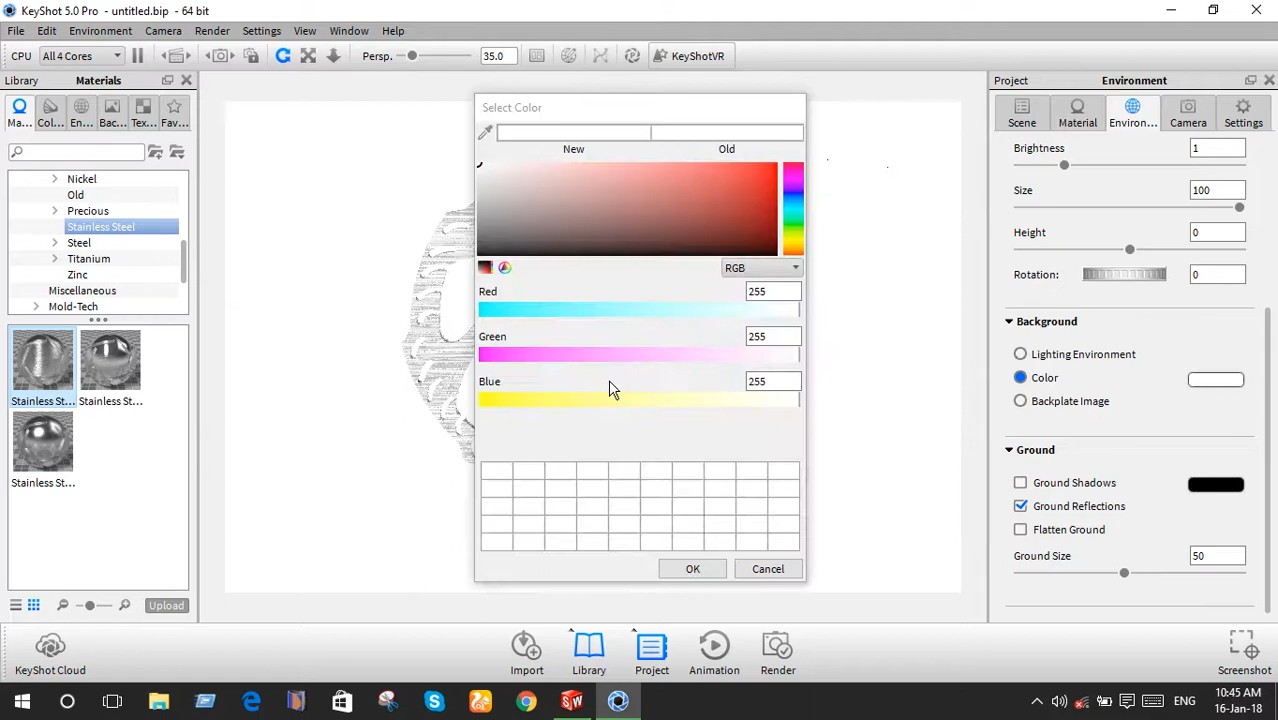 KeyShot 5.0 Pro - untitled.bip - 64 bit
File Edit Environment Camera Render Settings View Window Help
CPU All 4 Cores Persp. 35.0 KeyShotVR
Library Materials
Ma... Col... En... Bac... Tex... Fav...
Nickel
Old
Precious
Stainless Steel
Steel
Titanium
Zinc
Miscellaneous
Mold-Tech
Stainless St... Stainless St...
Stainless St...
Upload
Select Color
New Old
RGB
Red 255
Green 255
Blue 255
OK Cancel
Project Environment
Scene Material Environ... Camera Settings
Brightness 1
Size 100
Height 0
Rotation: 0
Background
Lighting Environment
Color
Backplate Image
Ground
Ground Shadows
Ground Reflections
Flatten Ground
Ground Size 50
KeyShot Cloud Import Library Project Animation Render Screenshot
ENG 10:45 AM
16-Jan-18